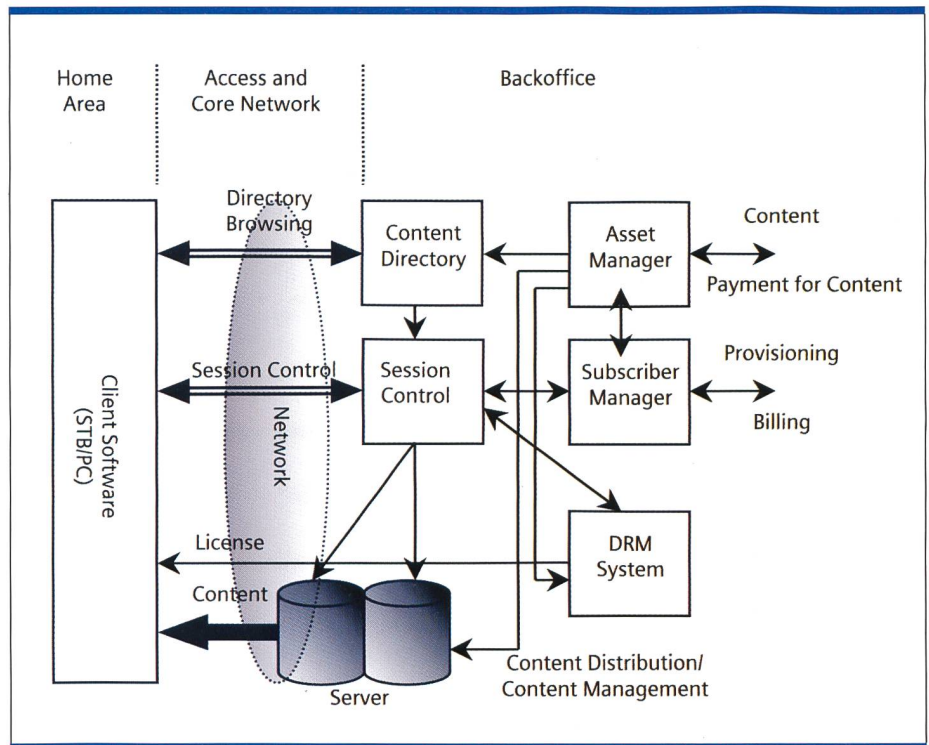 Home
Area
Access and
Core Network
Backoffice
Directory
Browsing
Content
Directory
Asset
Manager
Content
Payment for Content
Session Control
Session
Control
Subscriber
Manager
Provisioning
Billing
Client Software
(STB/PC)
Network
License
DRM
System
Content
Server
Content Distribution/
Content Management